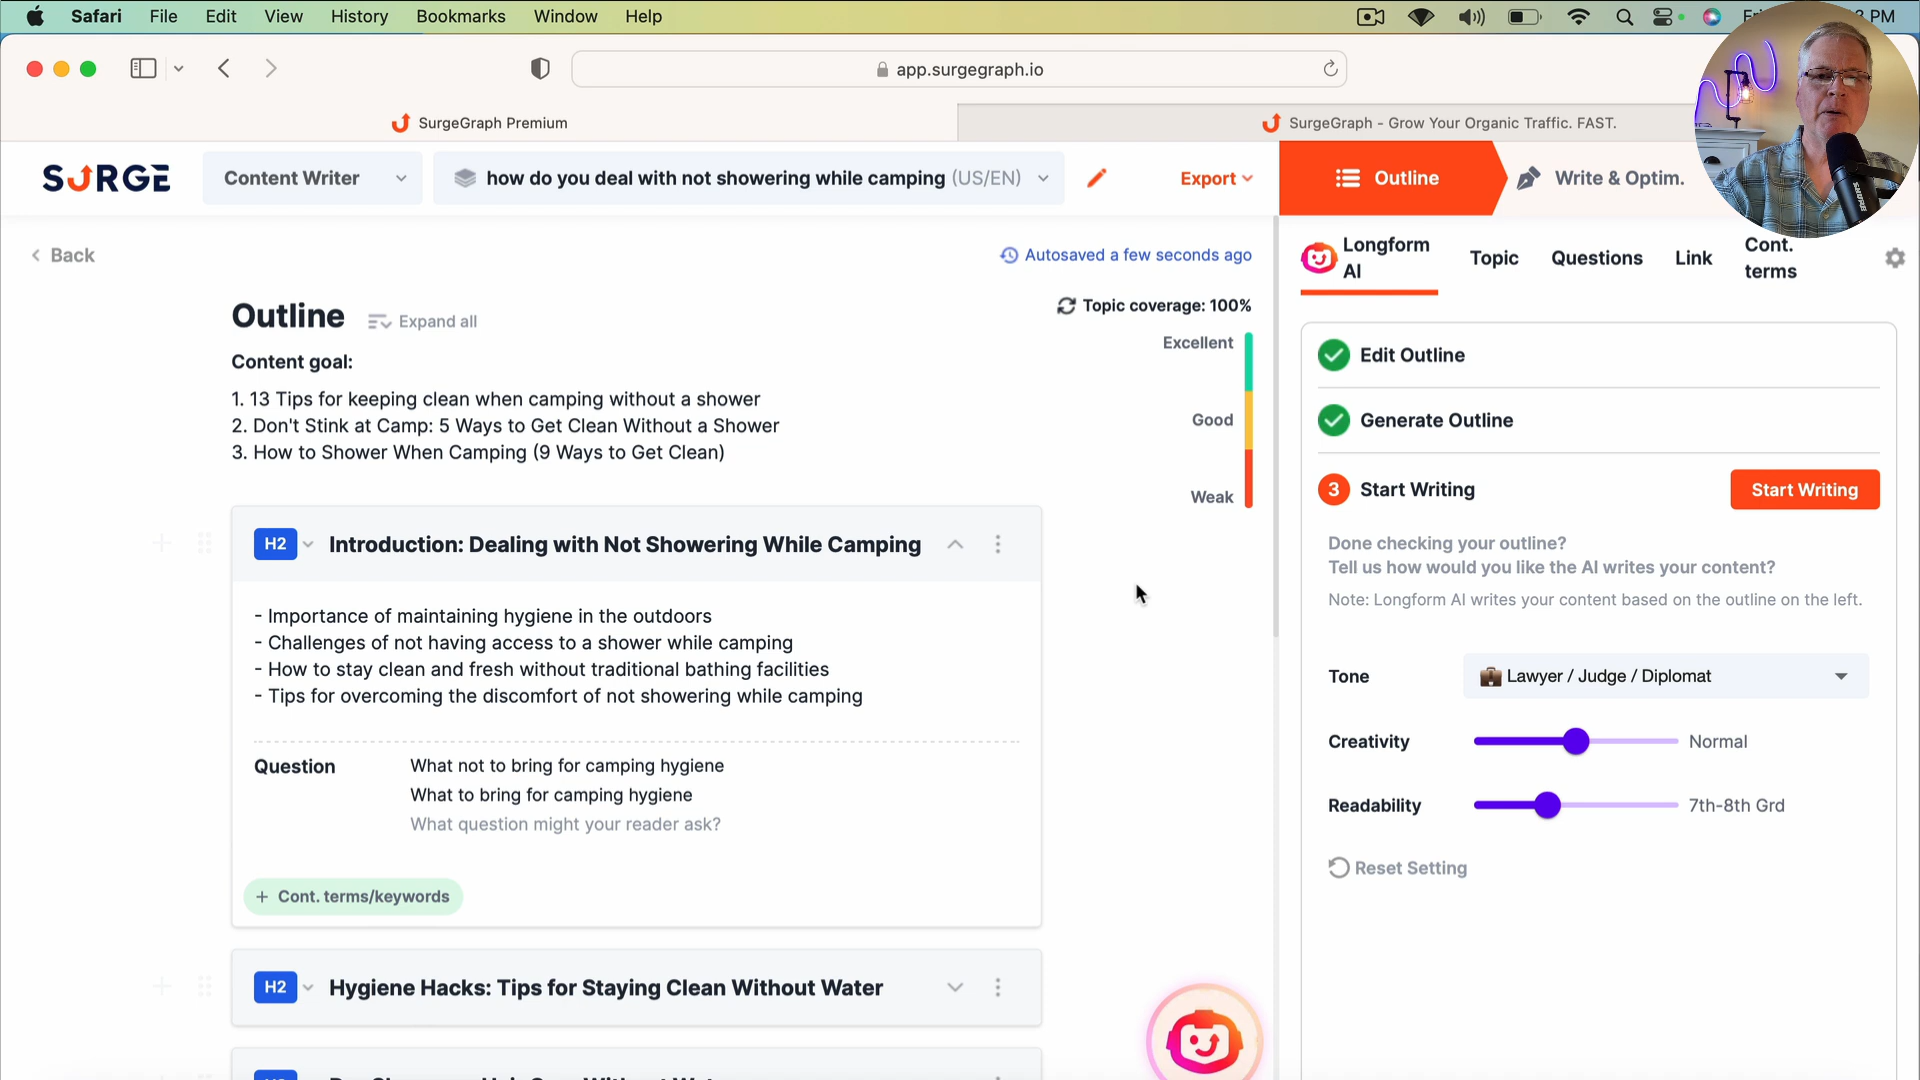 Safari File Edit View History Bookmarks Window Help
PM
app.surgegraph.io
SurgeGraph Premium
SurgeGraph - Grow Your Organic Traffic. FAST.
SURGE
Content Writer
how do you deal with not showering while camping (US/EN)
Export
Outline
Write & Optim.
Back
Autosaved a few seconds ago
Longform AI
Topic
Questions
Link
Cont. terms
Outline
Expand all
Topic coverage: 100%
Excellent
Good
Weak
Content goal:
1. 13 Tips for keeping clean when camping without a shower
2. Don't Stink at Camp: 5 Ways to Get Clean Without a Shower
3. How to Shower When Camping (9 Ways to Get Clean)
H2 Introduction: Dealing with Not Showering While Camping
- Importance of maintaining hygiene in the outdoors
- Challenges of not having access to a shower while camping
- How to stay clean and fresh without traditional bathing facilities
- Tips for overcoming the discomfort of not showering while camping
Question
What not to bring for camping hygiene
What to bring for camping hygiene
What question might your reader ask?
+ Cont. terms/keywords
H2 Hygiene Hacks: Tips for Staying Clean Without Water
Edit Outline
Generate Outline
3 Start Writing
Start Writing
Done checking your outline?
Tell us how would you like the AI writes your content?
Note: Longform AI writes your content based on the outline on the left.
Tone
Lawyer / Judge / Diplomat
Creativity
Normal
Readability
7th-8th Grd
Reset Setting